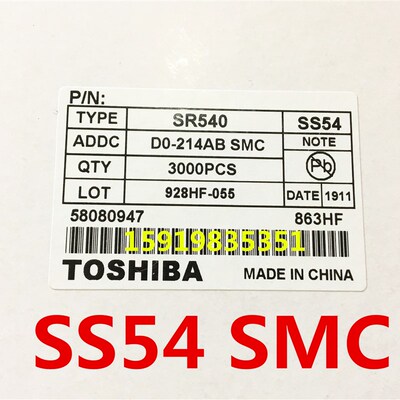 P/N:
TYPE SR540 SS54
ADDC D0-214AB SMC NOTE
QTY 3000PCS Pb
LOT 928HF-055 DATE 1911
58080947 863HF
15919835351
TOSHIBA MADE IN CHINA
SS54 SMC